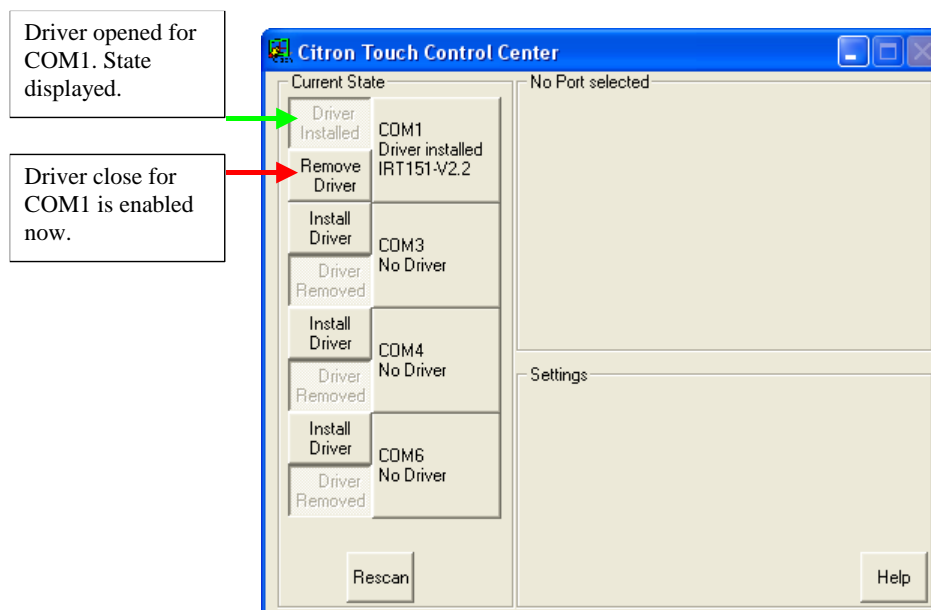 Driver opened for
COM1. State
displayed.
Driver close for
COM1 is enabled
now.
Citron Touch Control Center
Current State
Driver
Installed
COM1
Driver installed
IRT151-V2.2
Remove
Driver
Install
Driver
COM3
No Driver
Driver
Removed
Install
Driver
COM4
No Driver
Driver
Removed
Install
Driver
COM6
No Driver
Driver
Removed
Rescan
No Port selected
Settings
Help